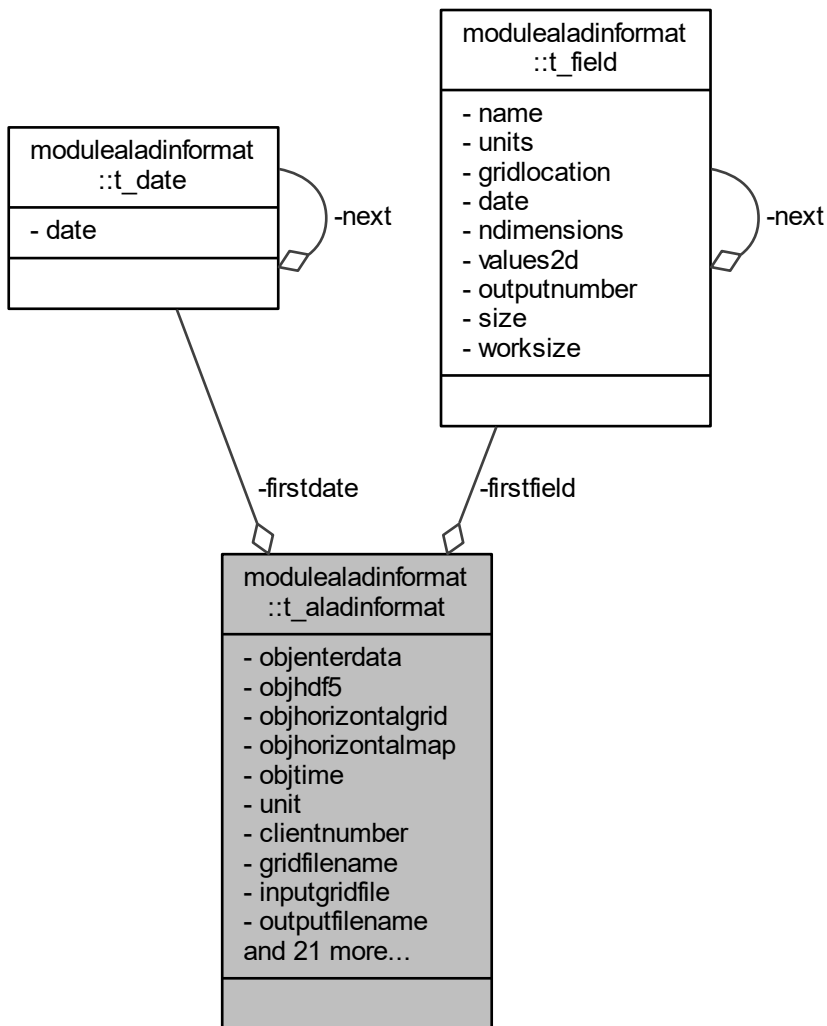 modulealadinformat
::t_field
- name
- units
- gridlocation
- date
- ndimensions
- values2d
- outputnumber
- size
- worksize
-next
modulealadinformat
::t_date
- date
-next
-firstdate
-firstfield
modulealadinformat
::t_aladinformat
- objenterdata
- objhdf5
- objhorizontalgrid
- objhorizontalmap
- objtime
- unit
- clientnumber
- gridfilename
- inputgridfile
- outputfilename
and 21 more...